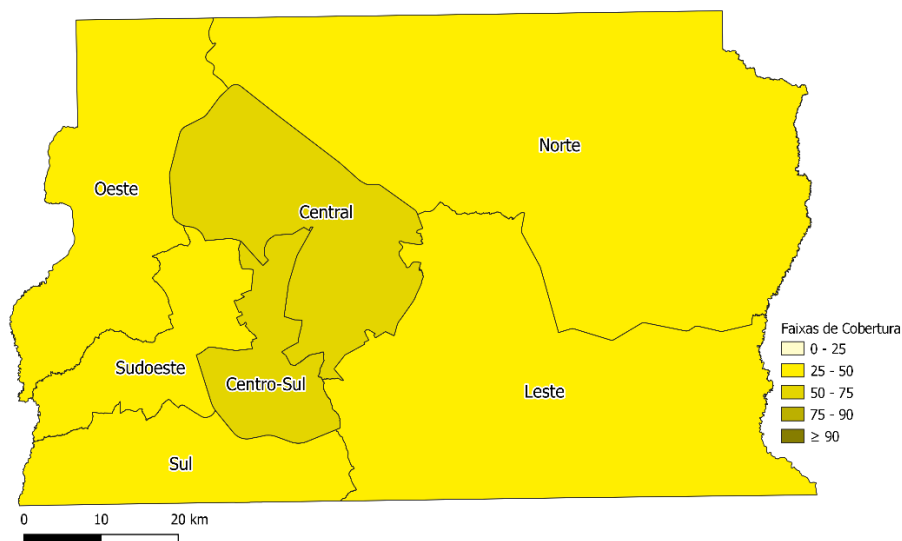 Norte
Oeste
Central
Sudoeste
Centro-Sul
Leste
Sul
Faixas de Cobertura
0 - 25
25 - 50
50 - 75
75 - 90
≥ 90
0 10 20 km